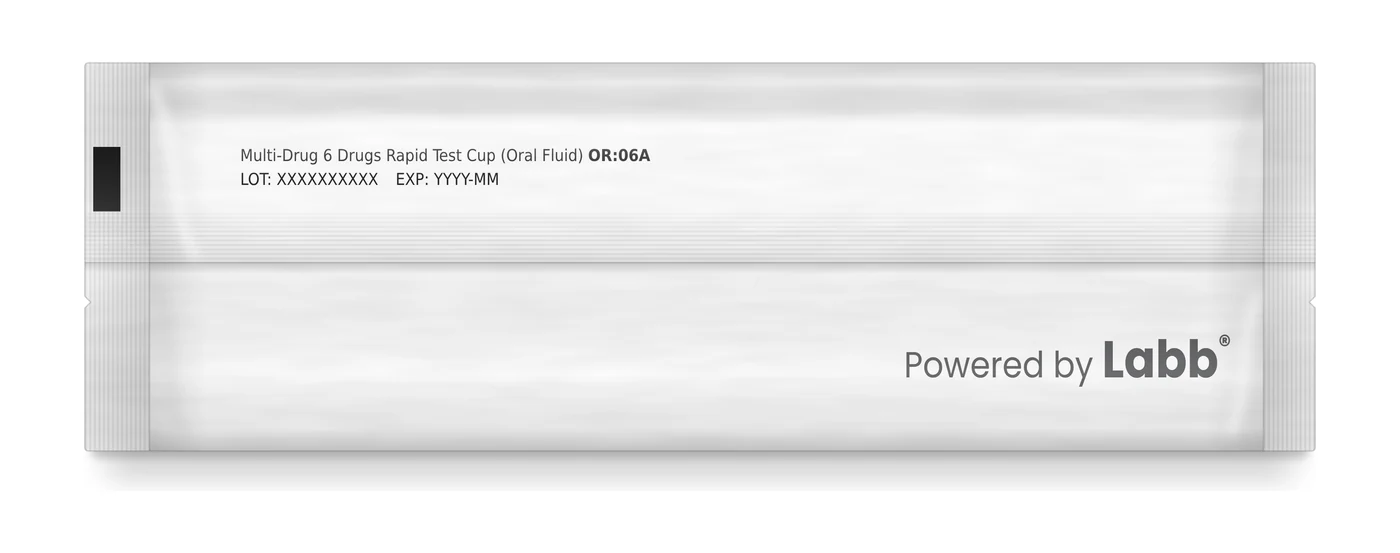 Multi-Drug 6 Drugs Rapid Test Cup (Oral Fluid) OR:06A
LOT: XXXXXXXXXX EXP: YYYY-MM
Powered by Labb®